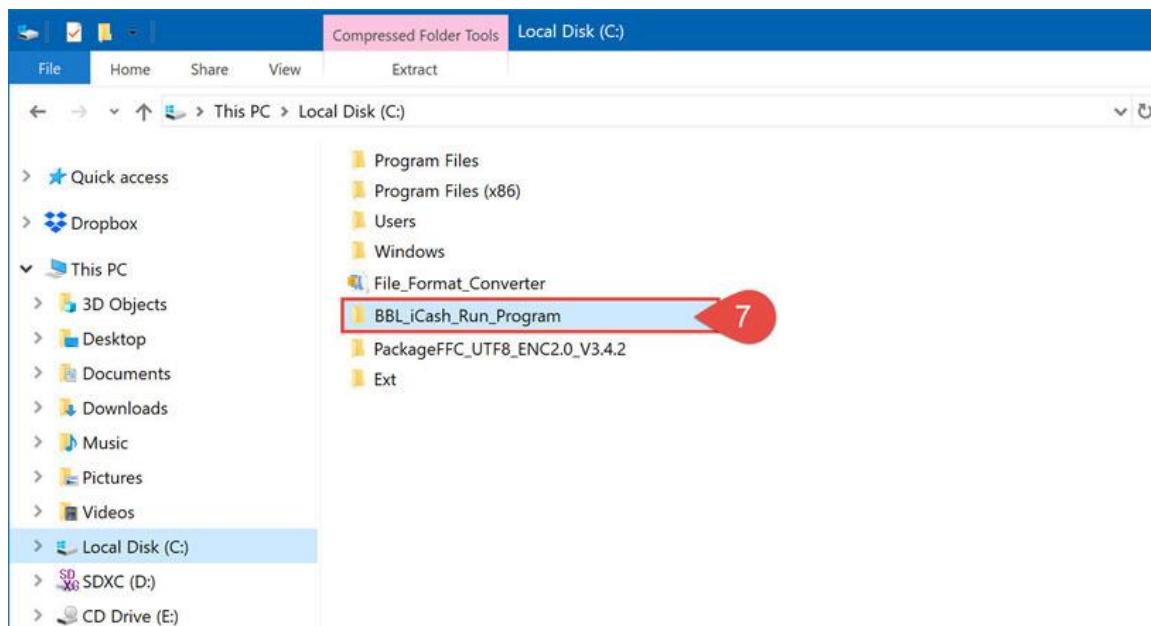 Compressed Folder Tools
Local Disk (C:)
File
Home
Share
View
Extract
This PC > Local Disk (C:)
Quick access
Dropbox
This PC
3D Objects
Desktop
Documents
Downloads
Music
Pictures
Videos
Local Disk (C:)
SDXC (D:)
CD Drive (E:)
Program Files
Program Files (x86)
Users
Windows
File_Format_Converter
BBL_iCash_Run_Program
7
PackageFFC_UTF8_ENC2.0_V3.4.2
Ext